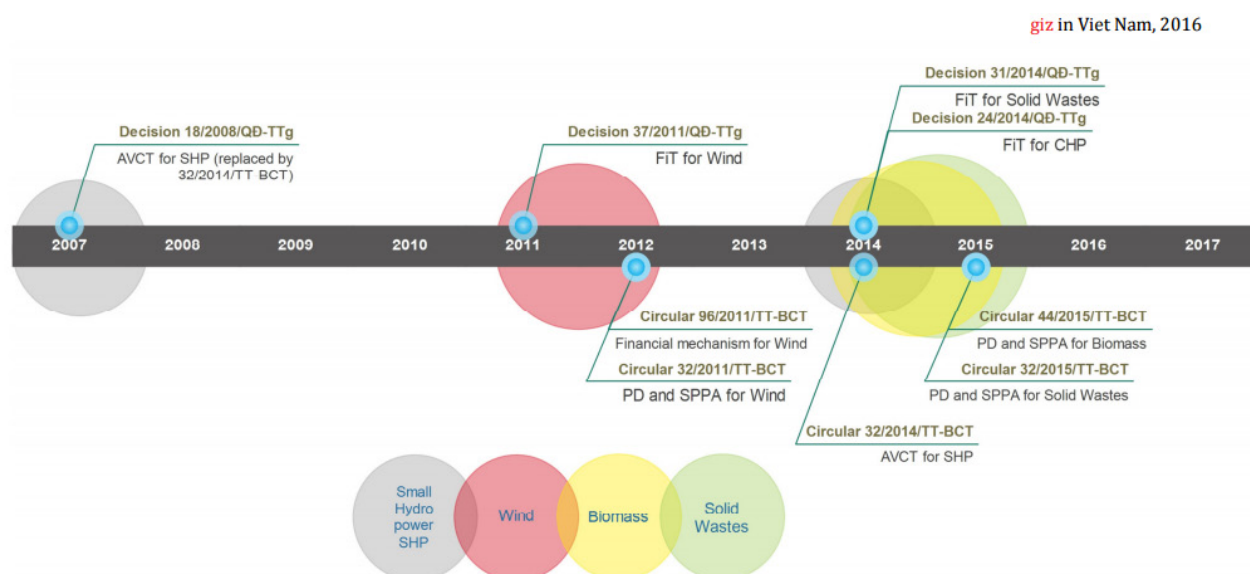 giz in Viet Nam, 2016
Decision 31/2014/QĐ-TTg
FiT for Solid Wastes
Decision 24/2014/QĐ-TTg
FiT for CHP
Decision 18/2008/QĐ-TTg
AVCT for SHP (replaced by
32/2014/TT-BCT)
Decision 37/2011/QĐ-TTg
FiT for Wind
2007 2008 2009 2010 2011 2012 2013 2014 2015 2016 2017
Circular 96/2011/TT-BCT
Financial mechanism for Wind
Circular 32/2011/TT-BCT
PD and SPPA for Wind
Circular 44/2015/TT-BCT
PD and SPPA for Biomass
Circular 32/2015/TT-BCT
PD and SPPA for Solid Wastes
Circular 32/2014/TT-BCT
AVCT for SHP
Small
Hydro
power
SHP
Wind
Biomass
Solid
Wastes